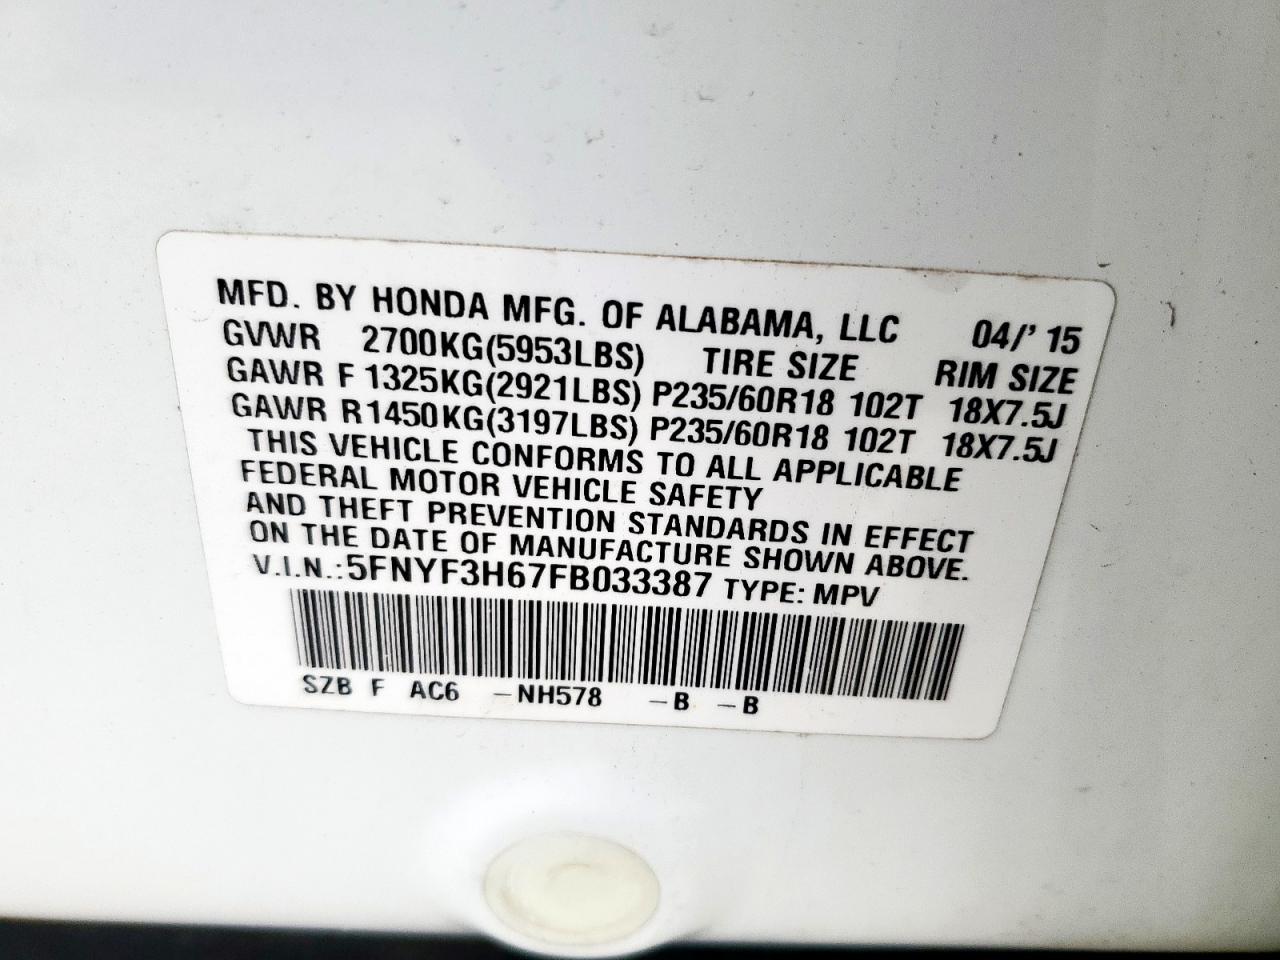 MFD. BY HONDA MFG. OF ALABAMA, LLC 04/' 15
GVWR 2700KG(5953LBS) TIRE SIZE RIM SIZE
GAWR F 1325KG(2921LBS) P235/60R18 102T 18X7.5J
GAWR R1450KG(3197LBS) P235/60R18 102T 18X7.5J
THIS VEHICLE CONFORMS TO ALL APPLICABLE
FEDERAL MOTOR VEHICLE SAFETY
AND THEFT PREVENTION STANDARDS IN EFFECT
ON THE DATE OF MANUFACTURE SHOWN ABOVE.
V.I.N.:5FNYF3H67FB033387 TYPE: MPV
SZB F AC6 -NH578 -B -B